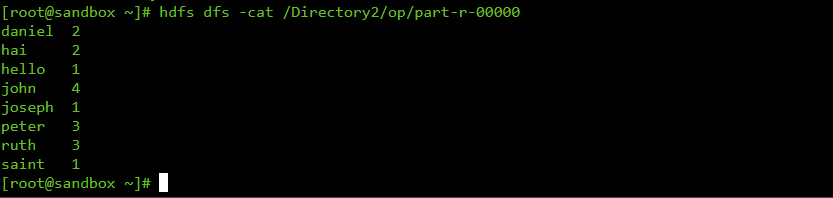 [root@sandbox ~]# hdfs dfs -cat /Directory2/op/part-r-00000
daniel  2
hai     2
hello   1
john    4
joseph  1
peter   3
ruth    3
saint   1
[root@sandbox ~]#